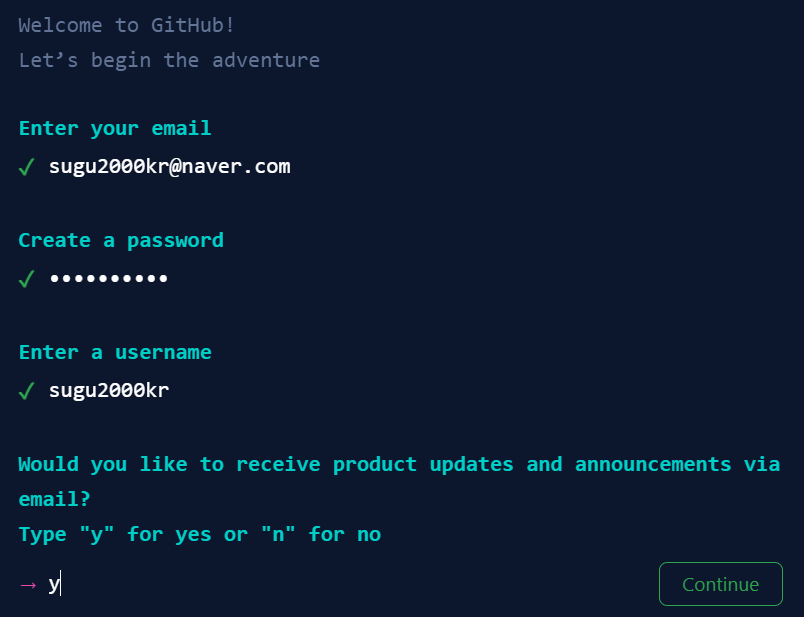 Welcome to GitHub!
Let’s begin the adventure
Enter your email
✓ sugu2000kr@naver.com
Create a password
✓ ••••••••••
Enter a username
✓ sugu2000kr
Would you like to receive product updates and announcements via
email?
Type "y" for yes or "n" for no
→ y
Continue